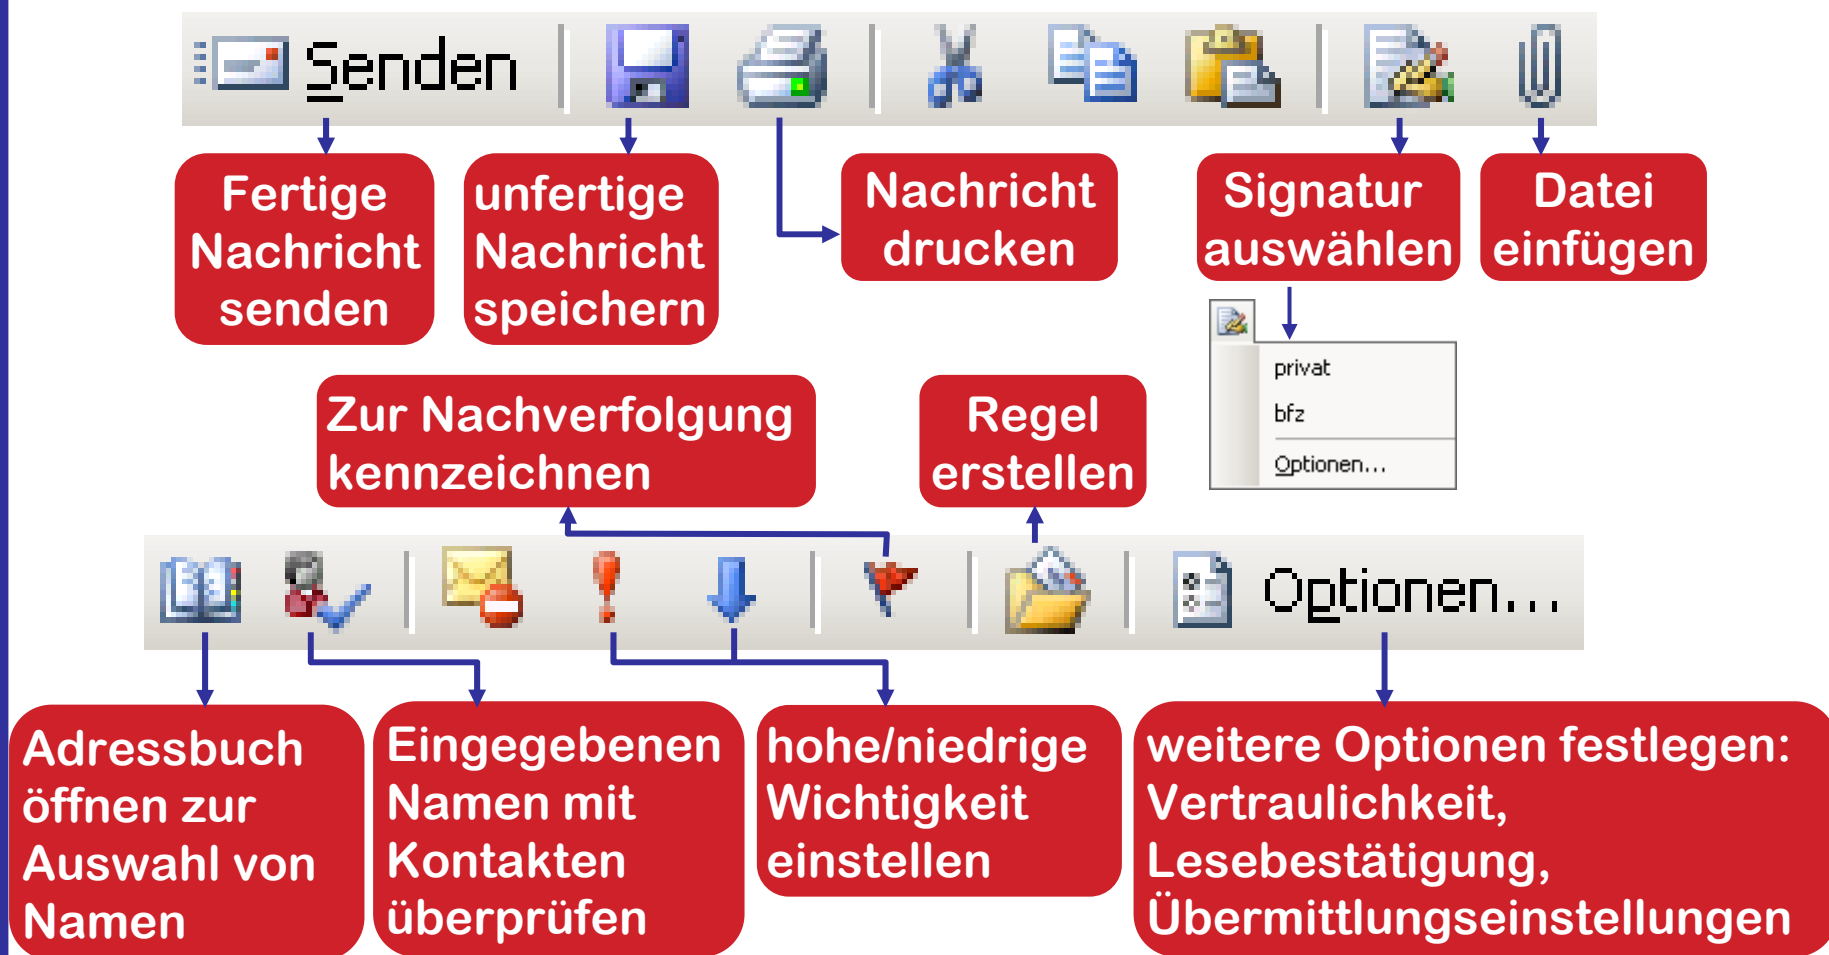 Senden
Fertige
Nachricht
senden
unfertige
Nachricht
speichern
Nachricht
drucken
Signatur
auswählen
Datei
einfügen
privat
bfz
Optionen...
Zur Nachverfolgung
kennzeichnen
Regel
erstellen
Optionen...
Adressbuch
öffnen zur
Auswahl von
Namen
Eingegebenen
Namen mit
Kontakten
überprüfen
hohe/niedrige
Wichtigkeit
einstellen
weitere Optionen festlegen:
Vertraulichkeit,
Lesebestätigung,
Übermittlungseinstellungen